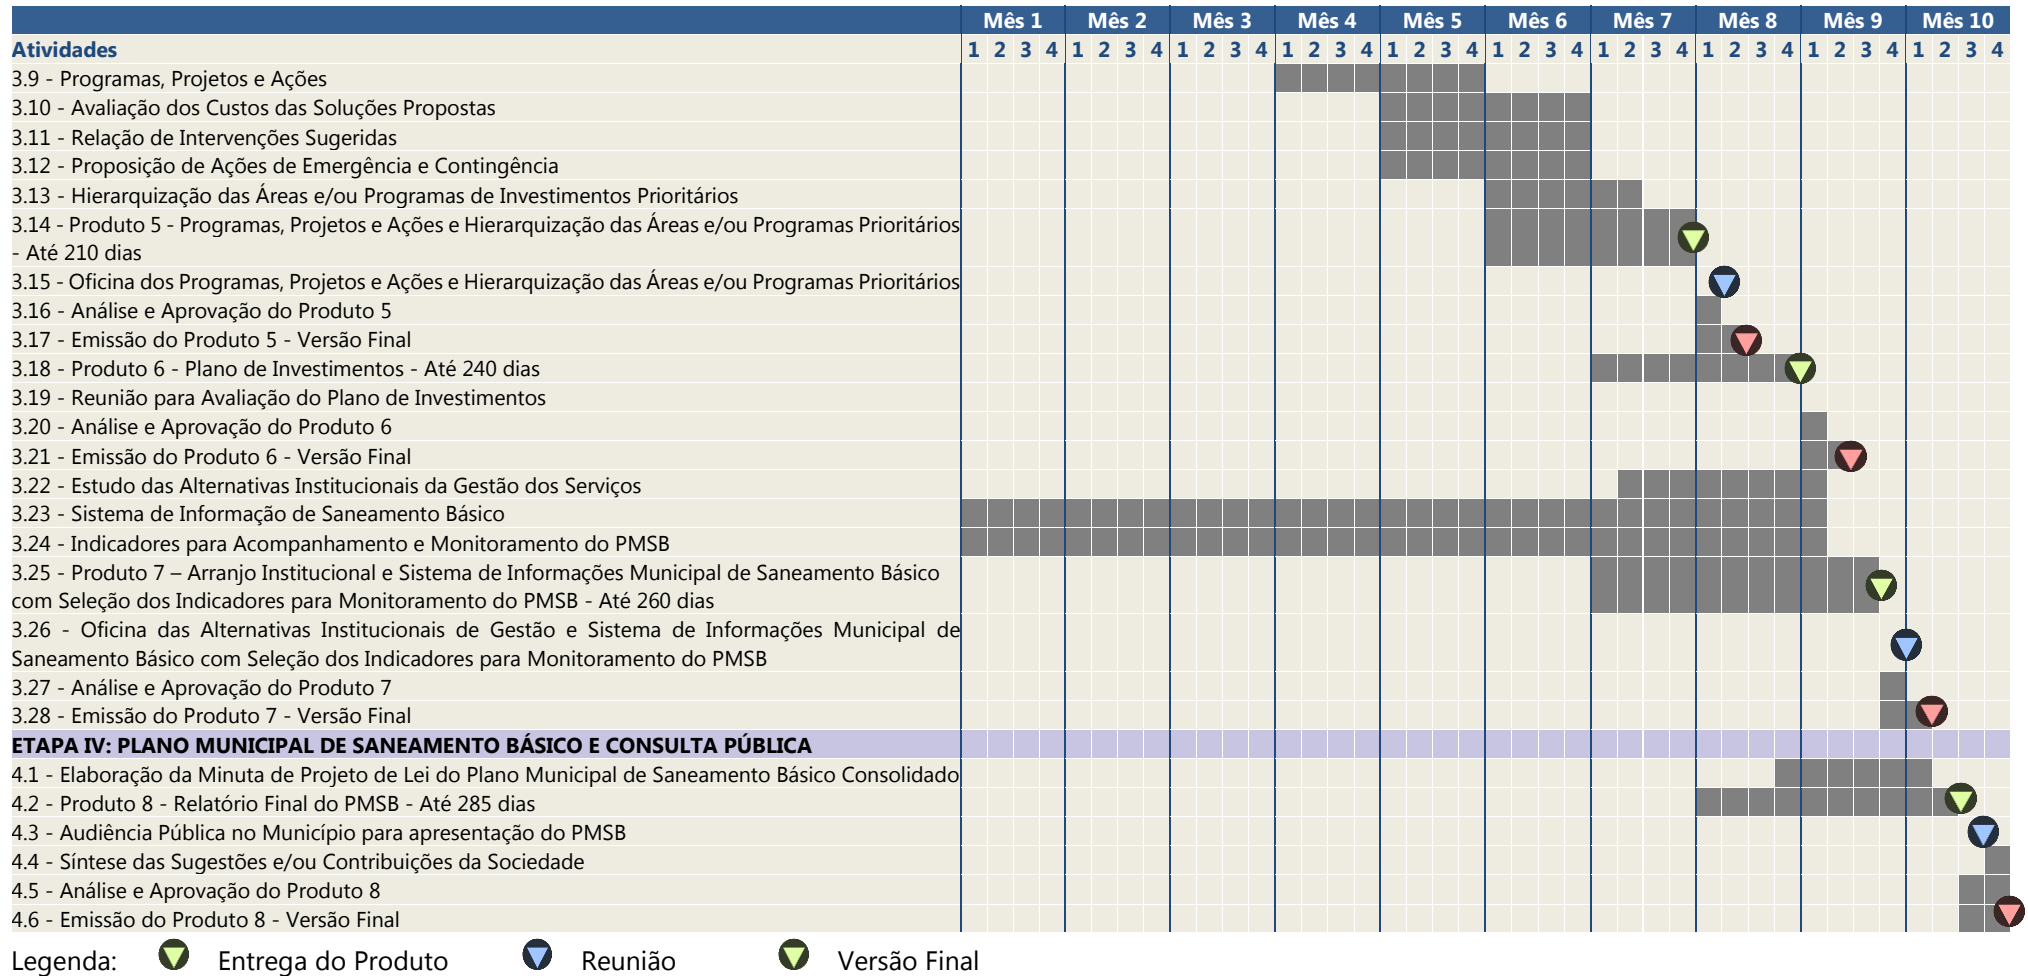 Mês 1 Mês 2 Mês 3 Mês 4 Mês 5 Mês 6 Mês 7 Mês 8 Mês 9 Mês 10
Atividades 1 2 3 4 1 2 3 4 1 2 3 4 1 2 3 4 1 2 3 4 1 2 3 4 1 2 3 4 1 2 3 4 1 2 3 4 1 2 3 4
3.9 - Programas, Projetos e Ações
3.10 - Avaliação dos Custos das Soluções Propostas
3.11 - Relação de Intervenções Sugeridas
3.12 - Proposição de Ações de Emergência e Contingência
3.13 - Hierarquização das Áreas e/ou Programas de Investimentos Prioritários
3.14 - Produto 5 - Programas, Projetos e Ações e Hierarquização das Áreas e/ou Programas Prioritários
- Até 210 dias
3.15 - Oficina dos Programas, Projetos e Ações e Hierarquização das Áreas e/ou Programas Prioritários
3.16 - Análise e Aprovação do Produto 5
3.17 - Emissão do Produto 5 - Versão Final
3.18 - Produto 6 - Plano de Investimentos - Até 240 dias
3.19 - Reunião para Avaliação do Plano de Investimentos
3.20 - Análise e Aprovação do Produto 6
3.21 - Emissão do Produto 6 - Versão Final
3.22 - Estudo das Alternativas Institucionais da Gestão dos Serviços
3.23 - Sistema de Informação de Saneamento Básico
3.24 - Indicadores para Acompanhamento e Monitoramento do PMSB
3.25 - Produto 7 – Arranjo Institucional e Sistema de Informações Municipal de Saneamento Básico
com Seleção dos Indicadores para Monitoramento do PMSB - Até 260 dias
3.26 - Oficina das Alternativas Institucionais de Gestão e Sistema de Informações Municipal de
Saneamento Básico com Seleção dos Indicadores para Monitoramento do PMSB
3.27 - Análise e Aprovação do Produto 7
3.28 - Emissão do Produto 7 - Versão Final
ETAPA IV: PLANO MUNICIPAL DE SANEAMENTO BÁSICO E CONSULTA PÚBLICA
4.1 - Elaboração da Minuta de Projeto de Lei do Plano Municipal de Saneamento Básico Consolidado
4.2 - Produto 8 - Relatório Final do PMSB - Até 285 dias
4.3 - Audiência Pública no Município para apresentação do PMSB
4.4 - Síntese das Sugestões e/ou Contribuições da Sociedade
4.5 - Análise e Aprovação do Produto 8
4.6 - Emissão do Produto 8 - Versão Final
Legenda: Entrega do Produto Reunião Versão Final